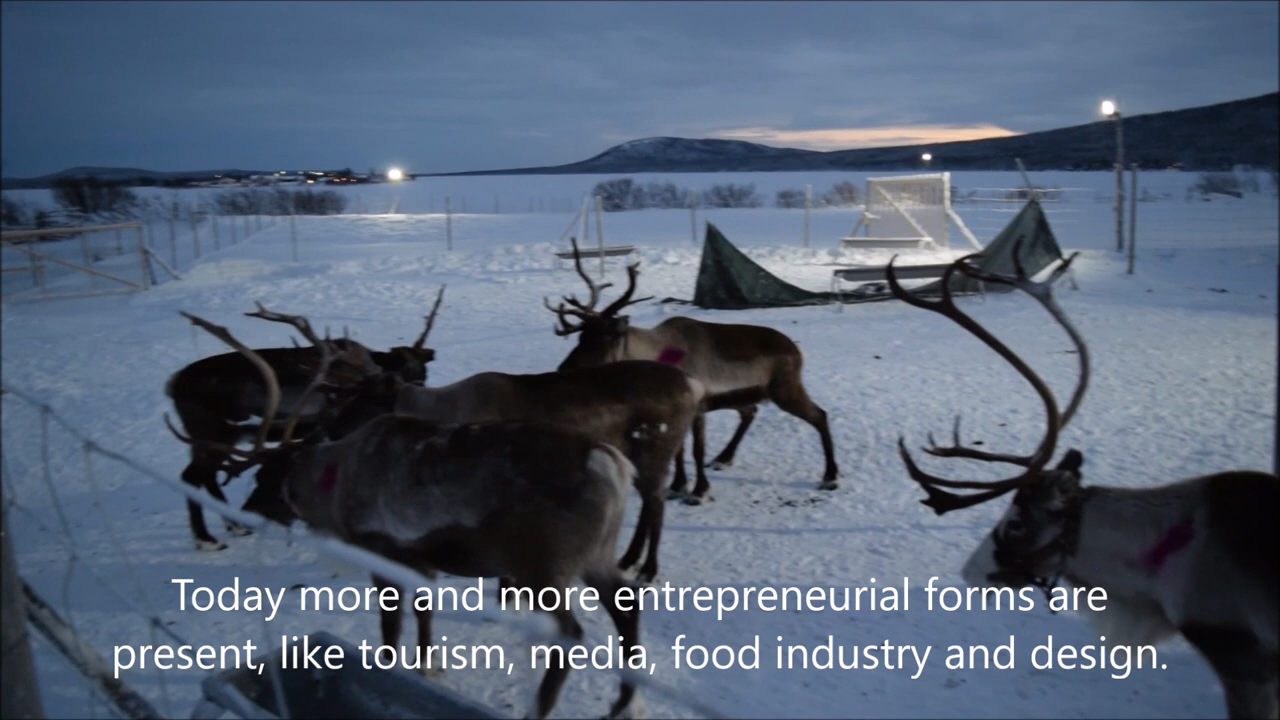 Today more and more entrepreneurial forms are
present, like tourism, media, food industry and design.